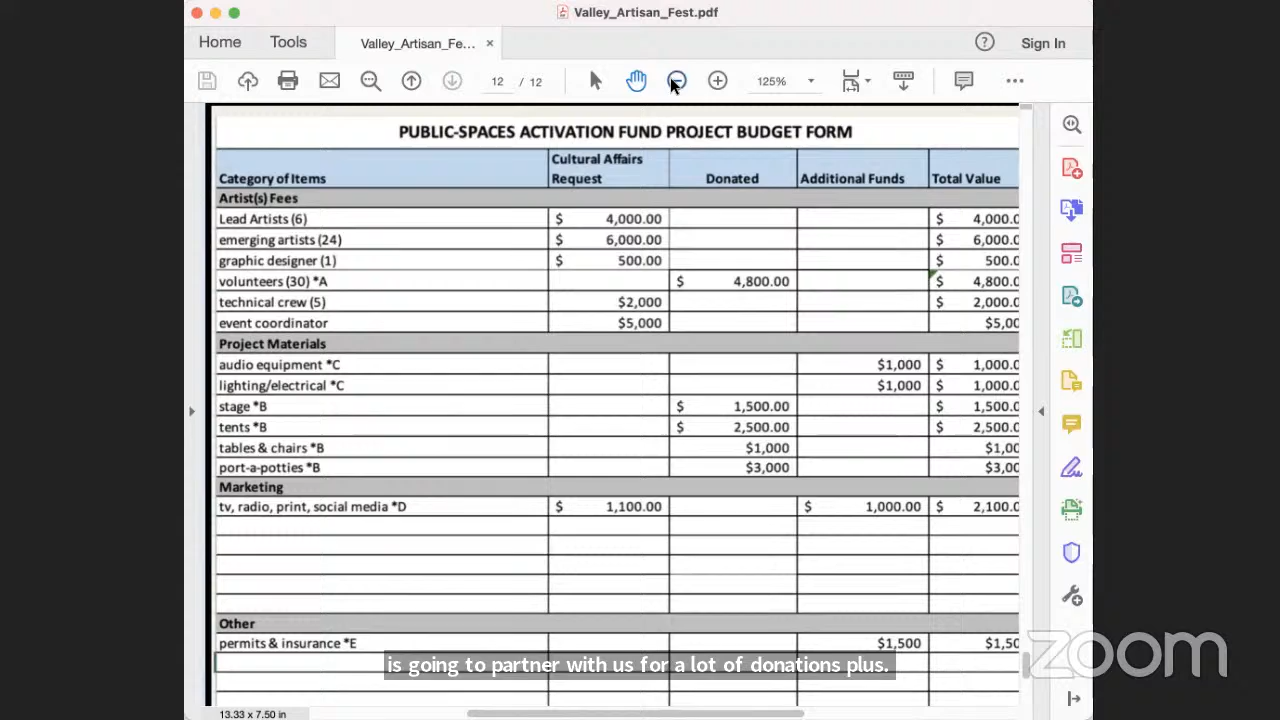 Valley_Artisan_Fest.pdf
Home Tools Valley_Artisan_Fe... × ? Sign In
12 / 12 125%
PUBLIC-SPACES ACTIVATION FUND PROJECT BUDGET FORM
Category of Items Cultural Affairs Request Donated Additional Funds Total Value
Artist(s) Fees
Lead Artists (6) $ 4,000.00 $ 4,000.0
emerging artists (24) $ 6,000.00 $ 6,000.0
graphic designer (1) $ 500.00 $ 500.0
volunteers (30) *A $ 4,800.00 $ 4,800.0
technical crew (5) $2,000 $ 2,000.0
event coordinator $5,000 $5,00
Project Materials
audio equipment *C $1,000 $ 1,000.0
lighting/electrical *C $1,000 $ 1,000.0
stage *B $ 1,500.00 $ 1,500.0
tents *B $ 2,500.00 $ 2,500.0
tables & chairs *B $1,000 $1,00
port-a-potties *B $3,000 $3,00
Marketing
tv, radio, print, social media *D $ 1,100.00 $ 1,000.00 $ 2,100.0
Other
permits & insurance *E $1,500 $1,50
is going to partner with us for a lot of donations plus.
zoom
13.33 x 7.50 in